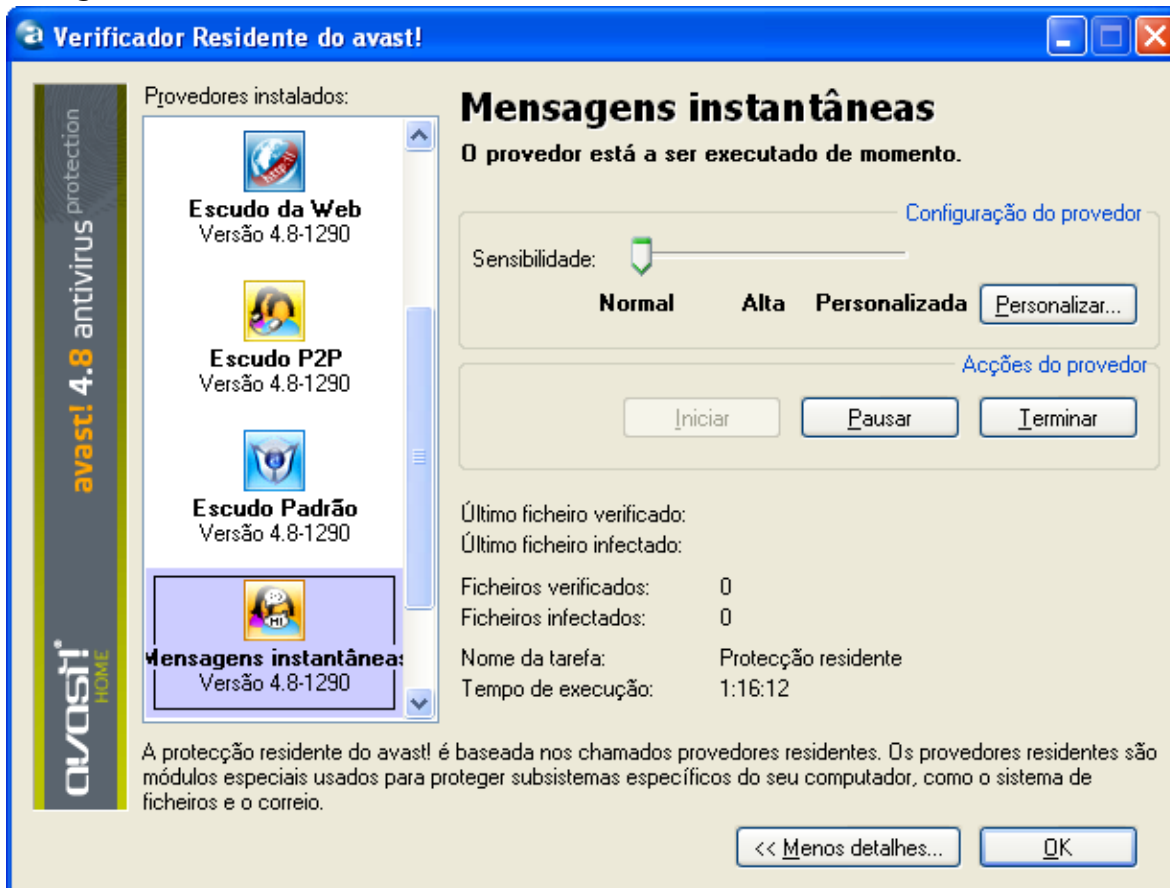 Verificador Residente do avast!
avast! 4.8 antivirus protection
avast!
HOME
Provedores instalados:
http://
Escudo da Web
Versão 4.8-1290
Escudo P2P
Versão 4.8-1290
Escudo Padrão
Versão 4.8-1290
HI
Mensagens instantâneas
Versão 4.8-1290
Mensagens instantâneas
O provedor está a ser executado de momento.
Configuração do provedor
Sensibilidade:
Normal Alta Personalizada Personalizar...
Acções do provedor
Iniciar Pausar Terminar
Último ficheiro verificado:
Último ficheiro infectado:
Ficheiros verificados: 0
Ficheiros infectados: 0
Nome da tarefa: Protecção residente
Tempo de execução: 1:16:12
A protecção residente do avast! é baseada nos chamados provedores residentes. Os provedores residentes são
módulos especiais usados para proteger subsistemas específicos do seu computador, como o sistema de
ficheiros e o correio.
<< Menos detalhes... OK